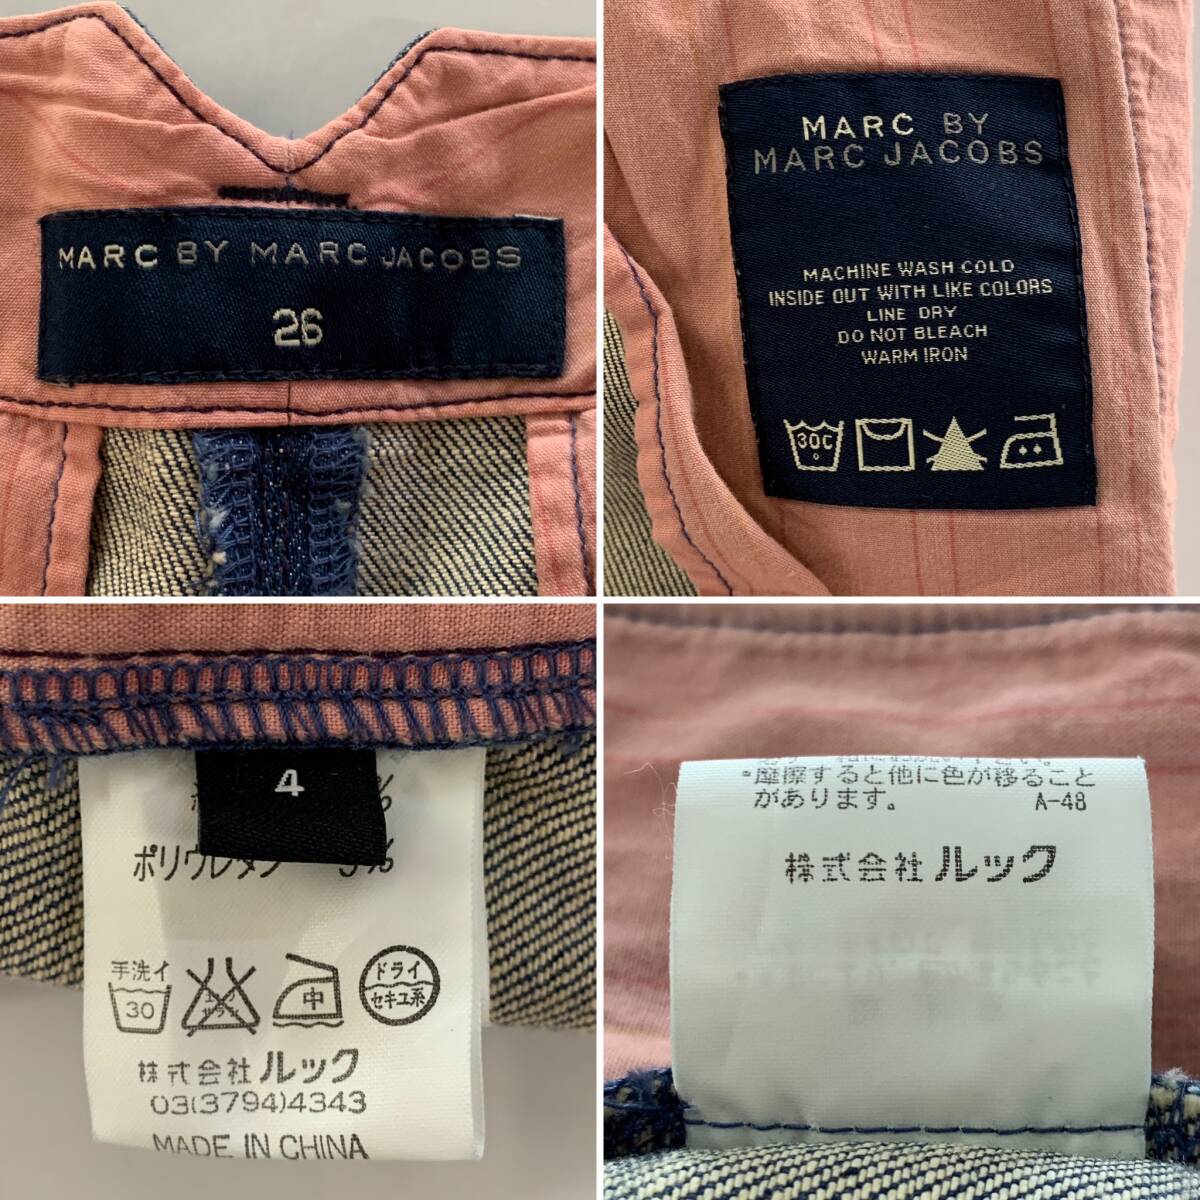 MARC BY MARC JACOBS
26
MARC BY
MARC JACOBS
MACHINE WASH COLD
INSIDE OUT WITH LIKE COLORS
LINE DRY
DO NOT BLEACH
WARM IRON
30C
4
%
ポリウレタン %
手洗イ
30
中
ドライ
セキユ系
株式会社 ルック
03(3794)4343
MADE IN CHINA
*摩擦すると他に色が移ること
があります。 A-48
株式会社 ルック